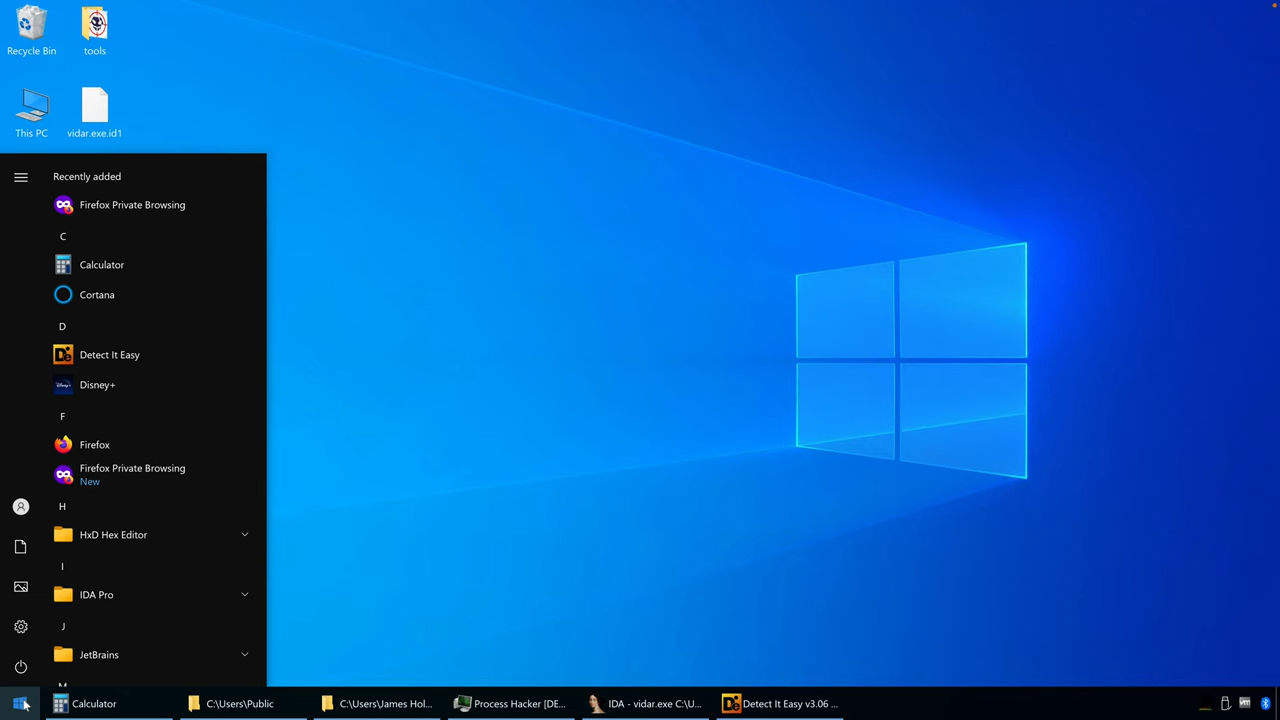 Recycle Bin
tools
This PC
vidar.exe.id1
Recently added
Firefox Private Browsing
C
Calculator
Cortana
D
Detect It Easy
Disney+
F
Firefox
Firefox Private Browsing
New
H
HxD Hex Editor
I
IDA Pro
J
JetBrains
Calculator
C:\Users\Public
C:\Users\James Hol...
Process Hacker [DE...
IDA - vidar.exe C:\U...
Detect It Easy v3.06 ...